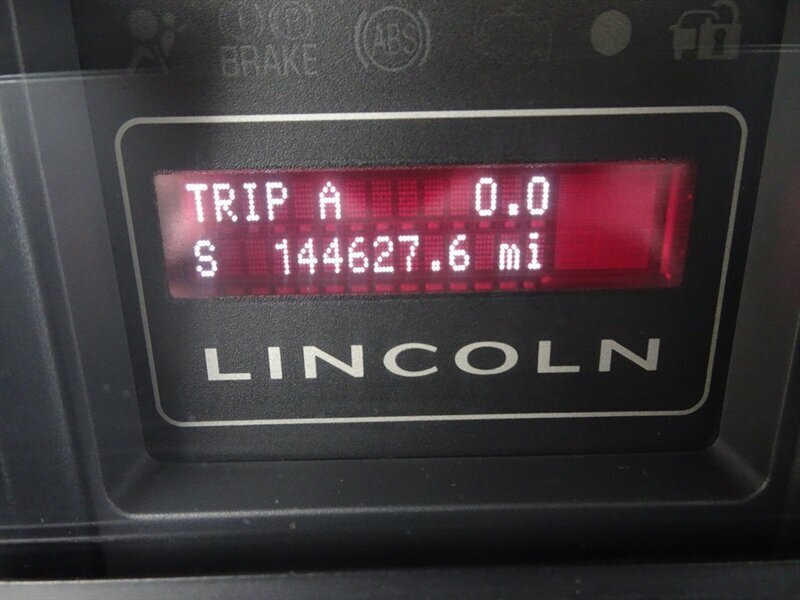 BRAKE
ABS
TRIP A 0.0
S 144627.6 mi
LINCOLN